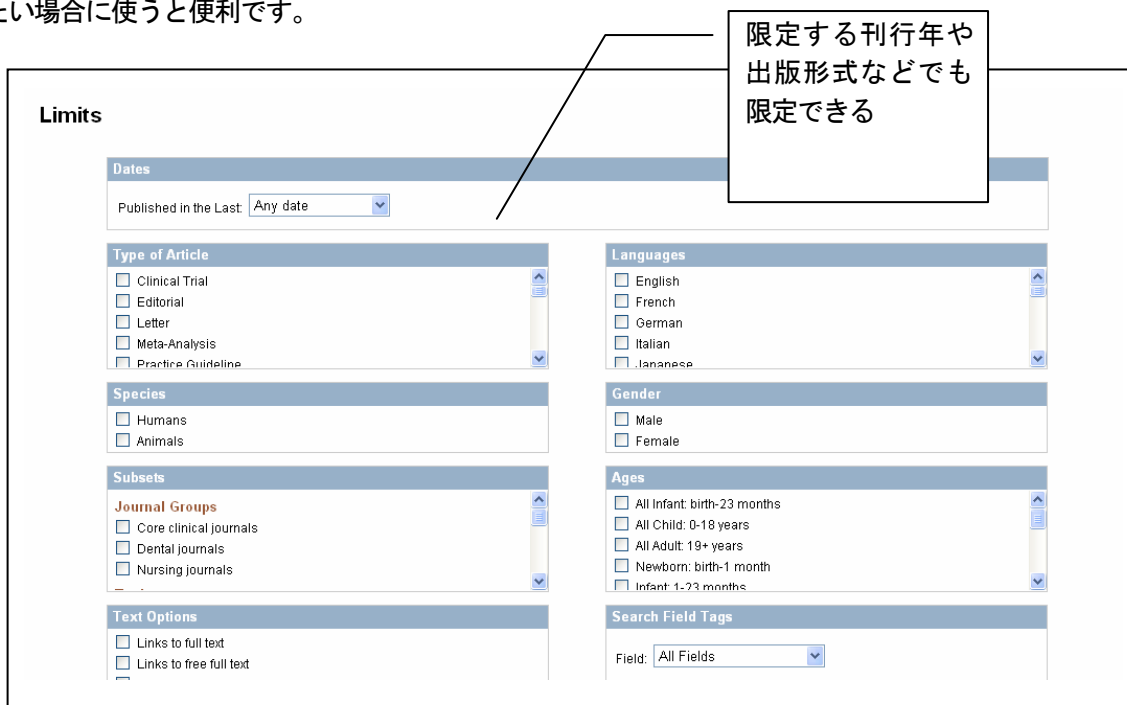 たい場合に使うと便利です。
限定する刊行年や
出版形式などでも
限定できる
Limits
Dates
Published in the Last: Any date
Type of Article
Clinical Trial
Editorial
Letter
Meta-Analysis
Practice Guideline
Languages
English
French
German
Italian
Japanese
Species
Humans
Animals
Gender
Male
Female
Subsets
Journal Groups
Core clinical journals
Dental journals
Nursing journals
Ages
All Infant: birth-23 months
All Child: 0-18 years
All Adult: 19+ years
Newborn: birth-1 month
Infant: 1-23 months
Text Options
Links to full text
Links to free full text
Search Field Tags
Field: All Fields